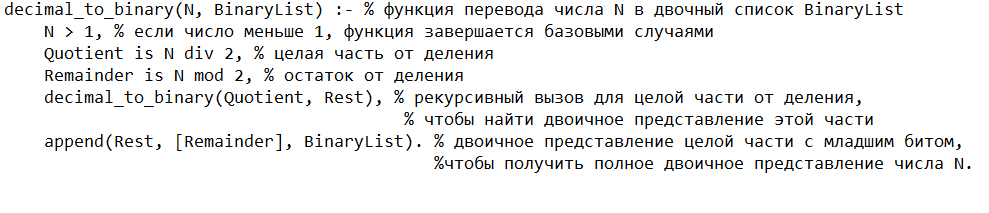 decimal_to_binary(N, BinaryList) :- % функция перевода числа N в двочный список BinaryList
N > 1, % если число меньше 1, функция завершается базовыми случаями
Quotient is N div 2, % целая часть от деления
Remainder is N mod 2, % остаток от деления
decimal_to_binary(Quotient, Rest), % рекурсивный вызов для целой части от деления,
% чтобы найти двоичное представление этой части
append(Rest, [Remainder], BinaryList). % двоичное представление целой части с младшим битом,
%чтобы получить полное двоичное представление числа N.